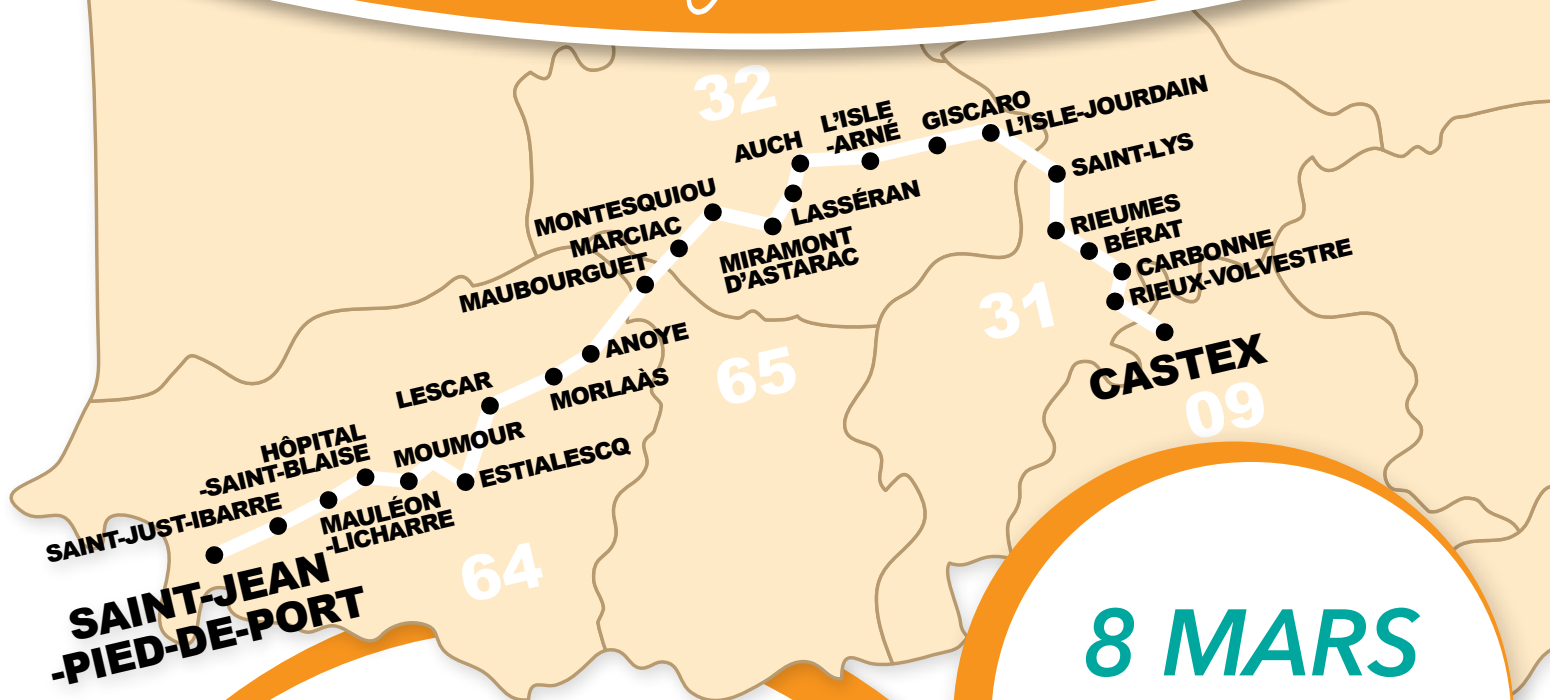 32
L'ISLE
-ARNÉ
GISCARO
L'ISLE-JOURDAIN
AUCH
SAINT-LYS
MONTESQUIOU
LASSÉRAN
RIEUMES
MARCIAC
BÉRAT
MIRAMONT
D'ASTARAC
CARBONNE
MAUBOURGUET
RIEUX-VOLVESTRE
31
ANOYE
CASTEX
65
LESCAR
MORLAÀS
09
HÔPITAL
-SAINT-BLAISE
MOUMOUR
ESTIALESCQ
SAINT-JUST-IBARRE
MAULÉON
-LICHARRE
64
SAINT-JEAN
-PIED-DE-PORT
8 MARS